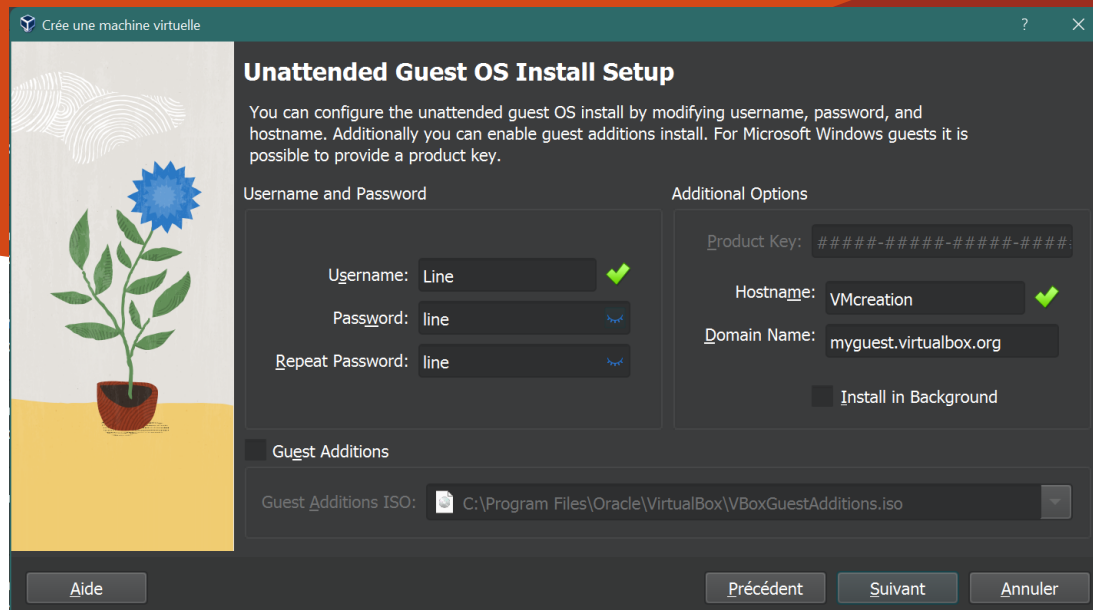 Crée une machine virtuelle
?
Unattended Guest OS Install Setup
You can configure the unattended guest OS install by modifying username, password, and
hostname. Additionally you can enable guest additions install. For Microsoft Windows guests it is
possible to provide a product key.
Username and Password
Username: Line
Password: line
Repeat Password: line
Additional Options
Product Key: #####-#####-#####-####
Hostname: VMcreation
Domain Name: myguest.virtualbox.org
Install in Background
Guest Additions
Guest Additions ISO: C:\Program Files\Oracle\VirtualBox\VBoxGuestAdditions.iso
Aide
Précédent
Suivant
Annuler